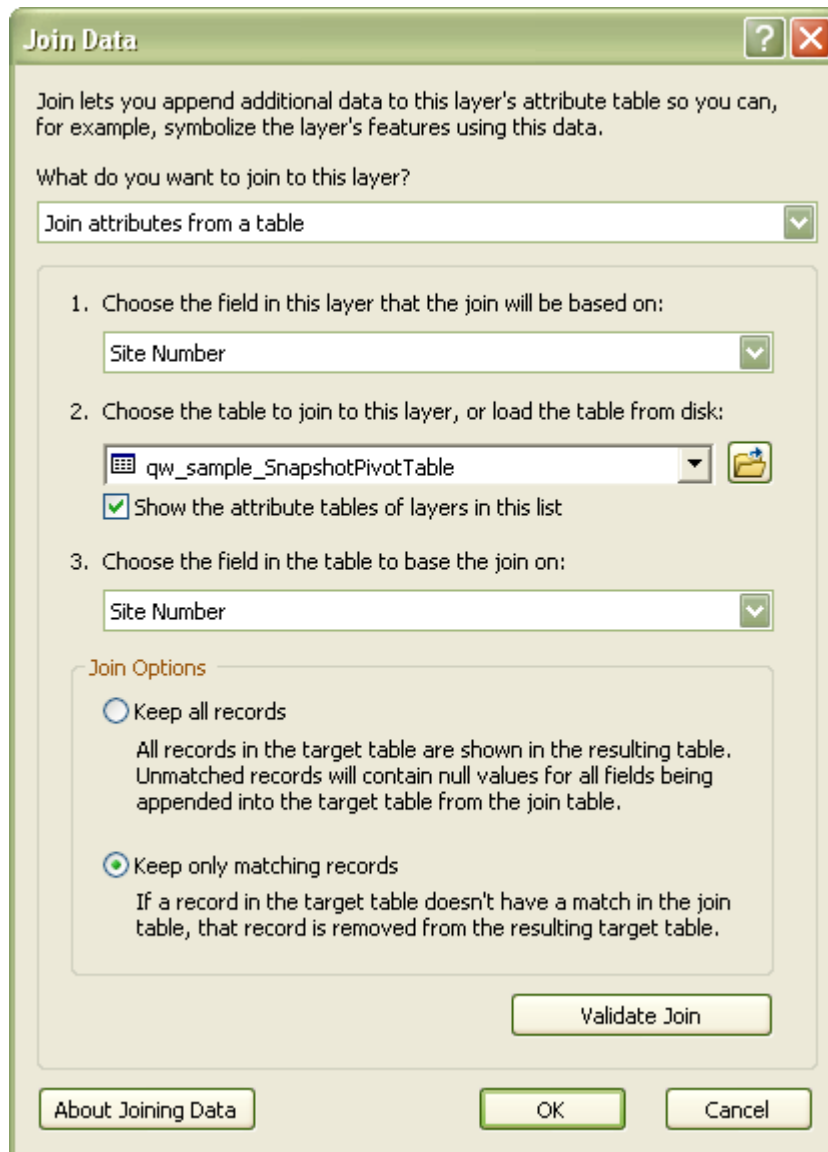 Join Data
Join lets you append additional data to this layer's attribute table so you can,
for example, symbolize the layer's features using this data.
What do you want to join to this layer?
Join attributes from a table
1. Choose the field in this layer that the join will be based on:
Site Number
2. Choose the table to join to this layer, or load the table from disk:
qw_sample_SnapshotPivotTable
Show the attribute tables of layers in this list
3. Choose the field in the table to base the join on:
Site Number
Join Options
Keep all records
All records in the target table are shown in the resulting table.
Unmatched records will contain null values for all fields being
appended into the target table from the join table.
Keep only matching records
If a record in the target table doesn't have a match in the join
table, that record is removed from the resulting target table.
Validate Join
About Joining Data
OK
Cancel